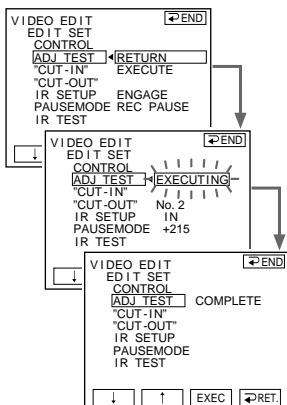 VIDEO EDIT
END
EDIT SET
CONTROL
ADJ TEST RETURN
"CUT-IN" EXECUTE
"CUT-OUT"
IR SETUP ENGAGE
PAUSEMODE REC PAUSE
IR TEST
↓
VIDEO EDIT
END
EDIT SET
CONTROL
ADJ TEST EXECUTING
"CUT-IN"
"CUT-OUT" No. 2
IR SETUP IN
PAUSEMODE +215
IR TEST
↓
VIDEO EDIT
END
EDIT SET
CONTROL
ADJ TEST COMPLETE
"CUT-IN"
"CUT-OUT"
IR SETUP
PAUSEMODE
IR TEST
↓ ↑ EXEC RET.